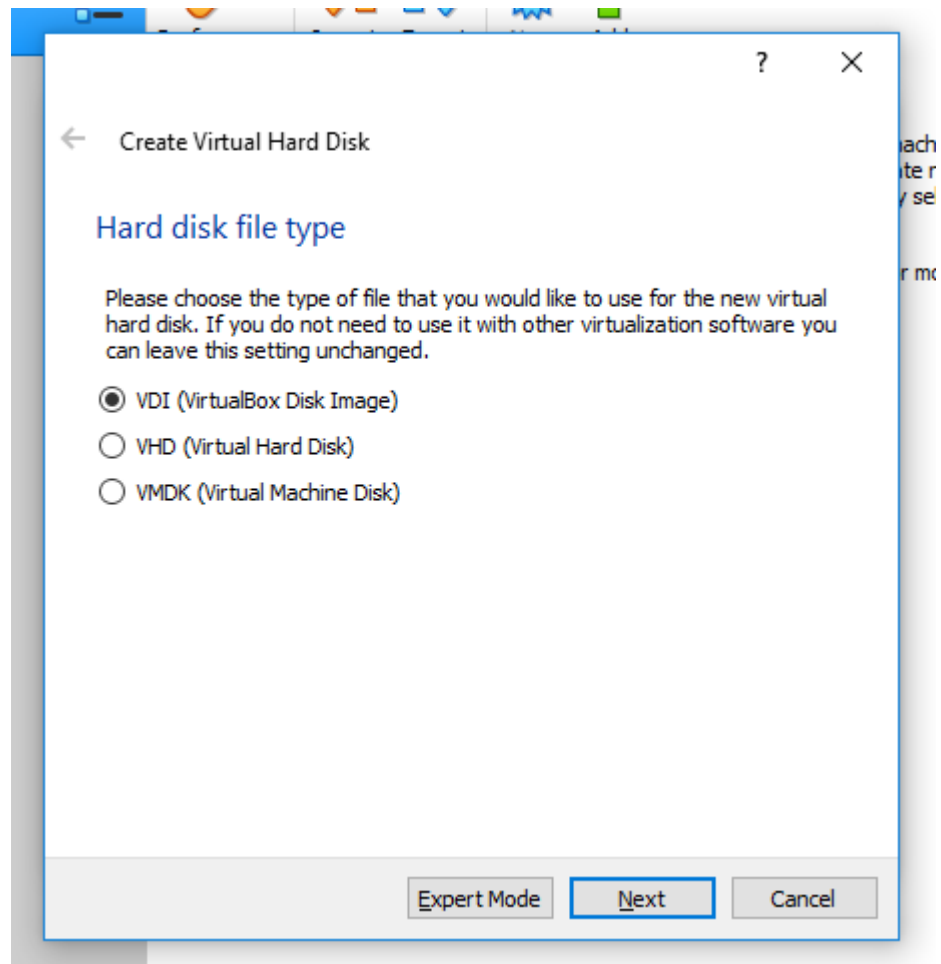 ?
Create Virtual Hard Disk
Hard disk file type
Please choose the type of file that you would like to use for the new virtual
hard disk. If you do not need to use it with other virtualization software you
can leave this setting unchanged.
VDI (VirtualBox Disk Image)
VHD (Virtual Hard Disk)
VMDK (Virtual Machine Disk)
Expert Mode
Next
Cancel